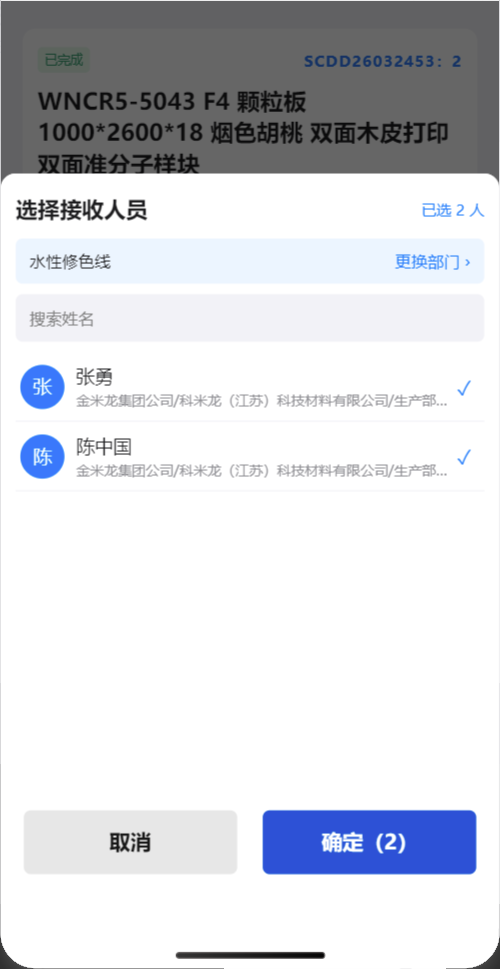 已完成
SCDD26032453：2
WNCR5-5043 F4 颗粒板
1000*2600*18 烟色胡桃 双面木皮打印
双面准分子样块
选择接收人员
已选 2 人
水性修色线
更换部门 ›
搜索姓名
张
张勇
金米龙集团公司/科米龙（江苏）科技材料有限公司/生产部...
陈
陈中国
金米龙集团公司/科米龙（江苏）科技材料有限公司/生产部...
取消
确定（2）